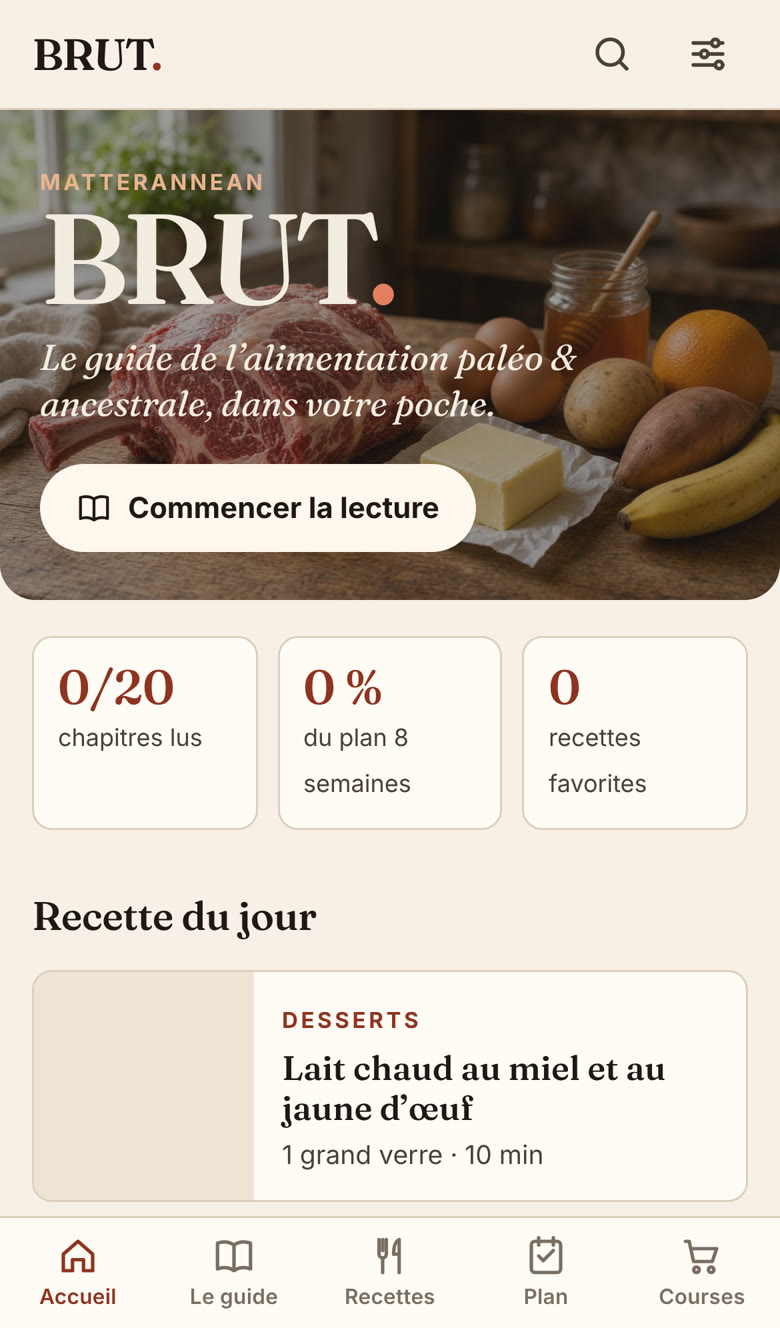 BRUT.
MATTERANNEAN
BRUT.
Le guide de l’alimentation paléo &
ancestrale, dans votre poche.
Commencer la lecture
0/20
chapitres lus
0 %
du plan 8
semaines
0
recettes
favorites
Recette du jour
DESSERTS
Lait chaud au miel et au
jaune d’œuf
1 grand verre · 10 min
Accueil
Le guide
Recettes
Plan
Courses